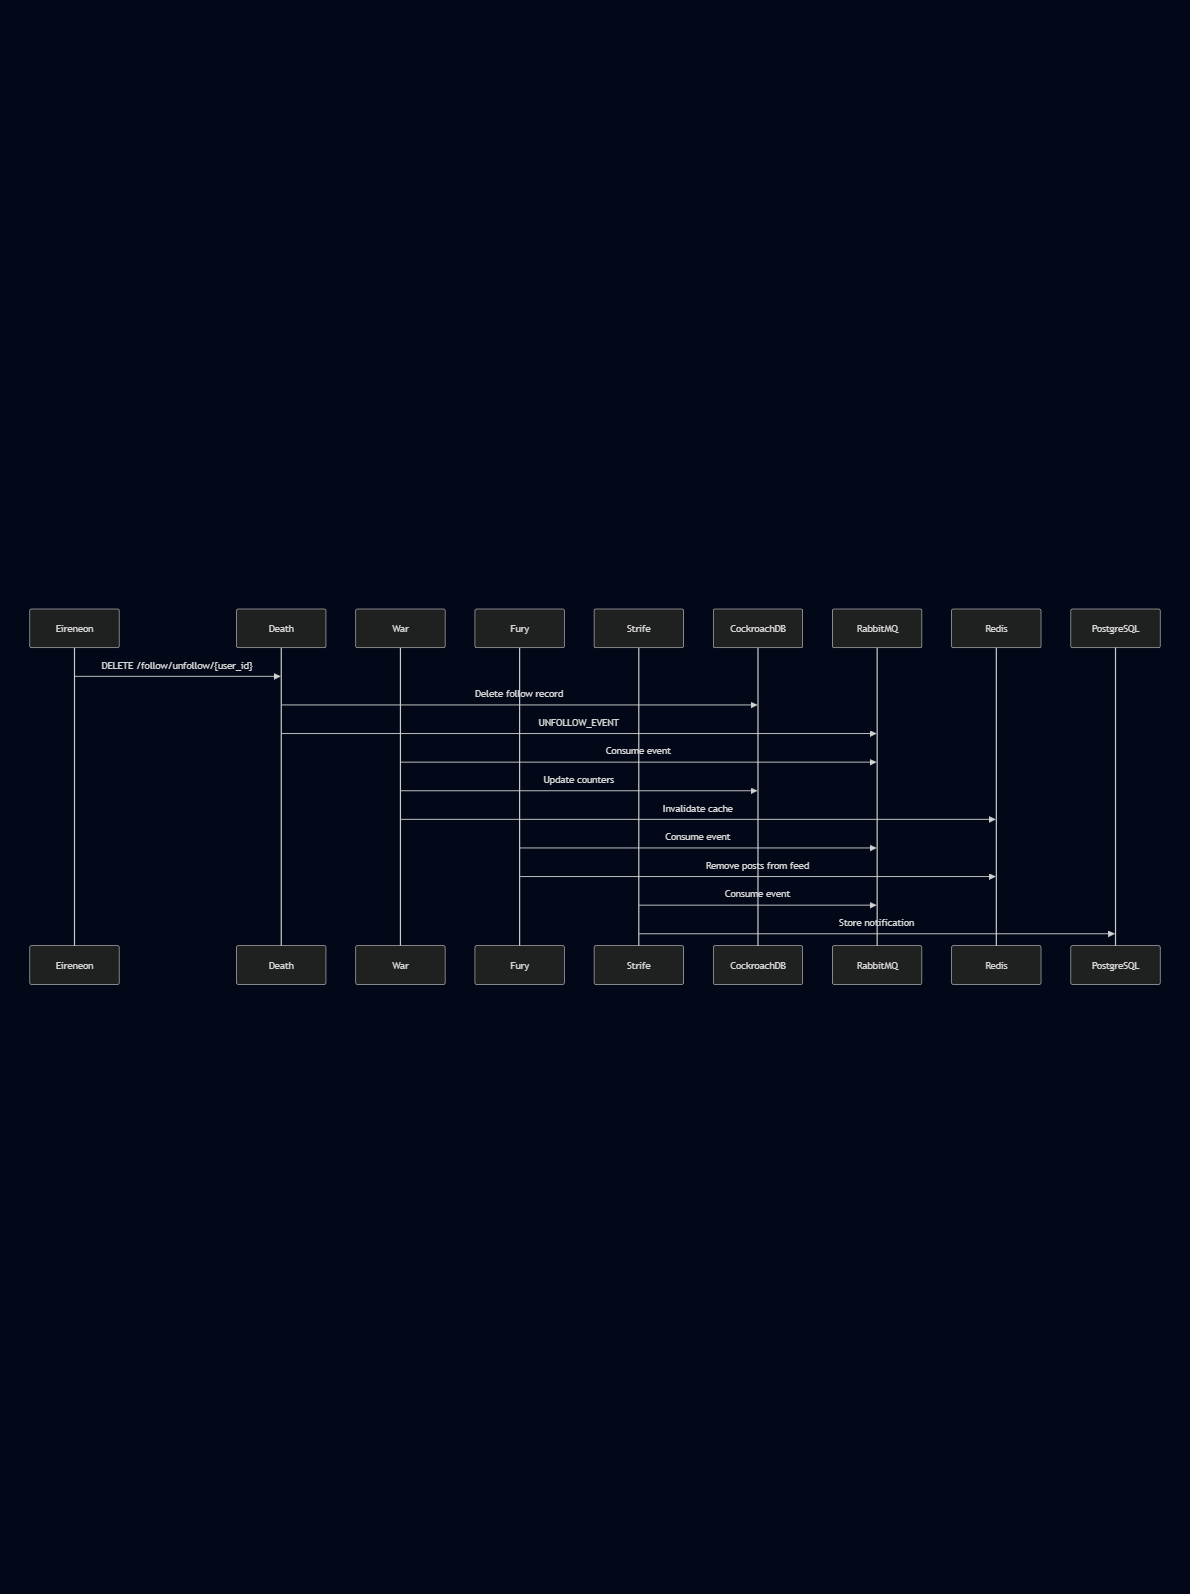 Eireneon
Death
War
Fury
Strife
CockroachDB
RabbitMQ
Redis
PostgreSQL
DELETE /follow/unfollow/{user_id}
Delete follow record
UNFOLLOW_EVENT
Consume event
Update counters
Invalidate cache
Consume event
Remove posts from feed
Consume event
Store notification
Eireneon
Death
War
Fury
Strife
CockroachDB
RabbitMQ
Redis
PostgreSQL